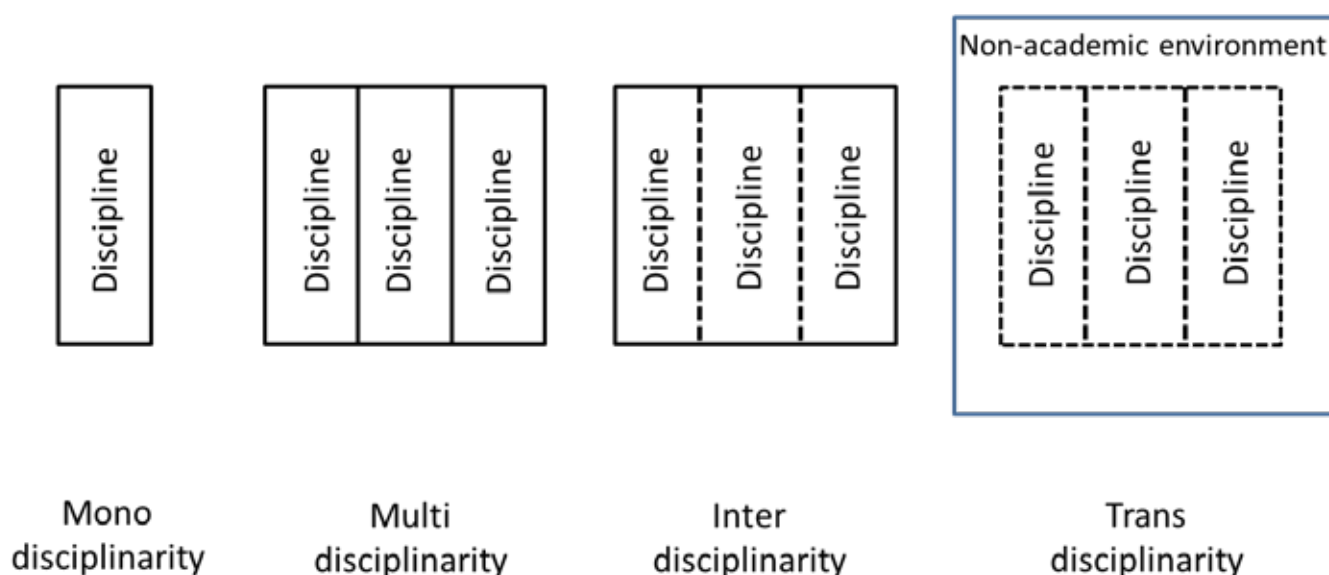 Non-academic environment
Discipline
Discipline
Discipline
Discipline
Discipline
Discipline
Discipline
Discipline
Discipline
Discipline
Mono
disciplinarity
Multi
disciplinarity
Inter
disciplinarity
Trans
disciplinarity